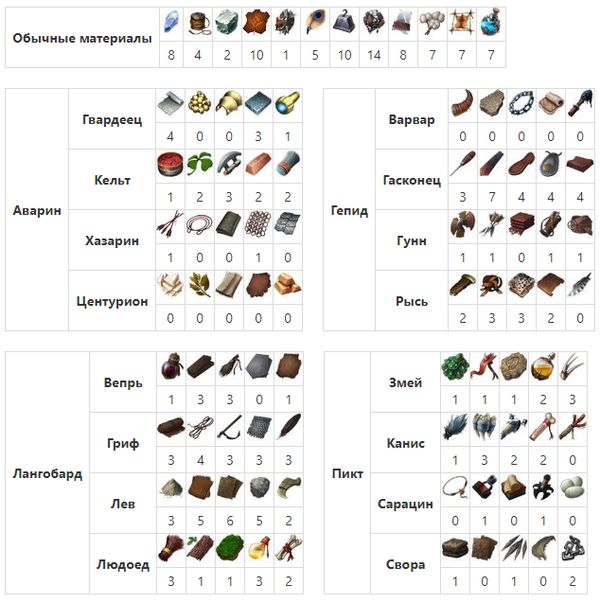 Обычные материалы
8 4 2 10 1 5 10 14 8 7 7 7
Аварин
Гвардеец
4 0 0 3 1
Кельт
1 2 3 2 2
Хазарин
1 0 0 1 0
Центурион
0 0 0 0 0
Гепид
Варвар
0 0 0 0 0
Гасконец
3 7 4 4 4
Гунн
1 1 0 1 1
Рысь
2 3 3 2 0
Лангобард
Вепрь
1 3 3 0 1
Гриф
3 4 3 3 3
Лев
3 5 6 5 2
Людоед
3 1 1 3 2
Пикт
Змей
1 1 1 2 3
Канис
1 3 2 2 0
Сарацин
0 1 0 1 0
Свора
1 0 1 0 2